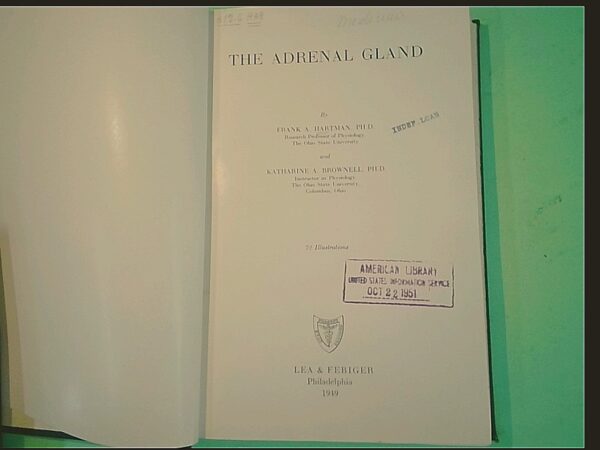 THE ADRENAL GLAND
By
FRANK A. HARTMAN, PH.D.
Research Professor of Physiology
The Ohio State University
INDEF LOAN
and
KATHARINE A. BROWNELL, PH.D.
Instructor in Physiology
The Ohio State University
Columbus, Ohio
Illustrations
AMERICAN LIBRARY
UNITED STATES INFORMATION SERVICE
OCT 22 1951
LEA & FEBIGER
Philadelphia
1949